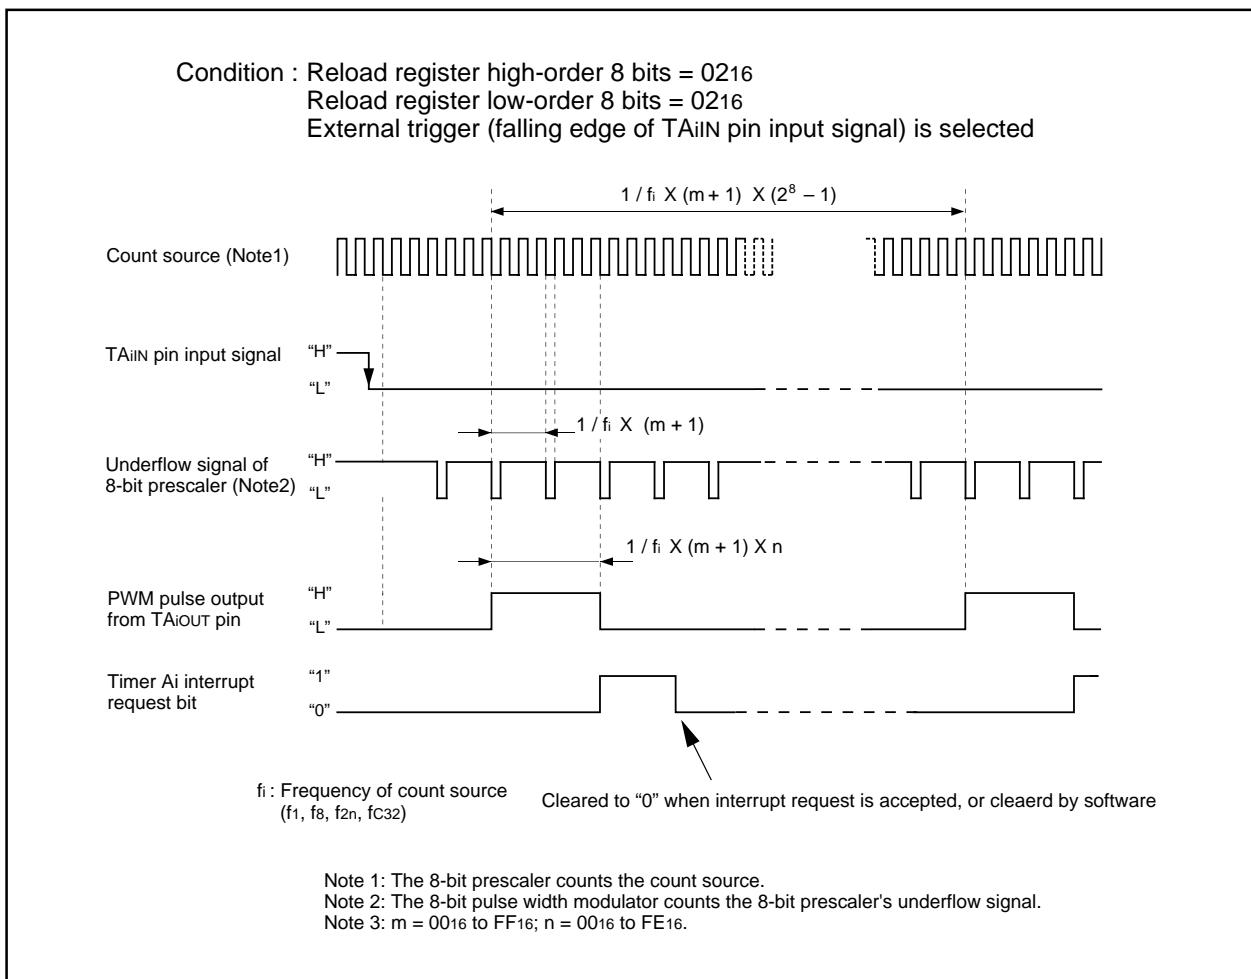 Condition : Reload register high-order 8 bits = 0216
Reload register low-order 8 bits = 0216
External trigger (falling edge of TAiIN pin input signal) is selected
1 / fi X (m + 1) X (2⁸ – 1)
Count source (Note1)
TAiIN pin input signal
“H”
“L”
1 / fi X (m + 1)
Underflow signal of
8-bit prescaler (Note2)
“H”
“L”
1 / fi X (m + 1) X n
PWM pulse output
from TAiOUT pin
“H”
“L”
Timer Ai interrupt
request bit
“1”
“0”
fi : Frequency of count source
(f1, f8, f2n, fC32)
Cleared to “0” when interrupt request is accepted, or cleaerd by software
Note 1: The 8-bit prescaler counts the count source.
Note 2: The 8-bit pulse width modulator counts the 8-bit prescaler's underflow signal.
Note 3: m = 0016 to FF16; n = 0016 to FE16.